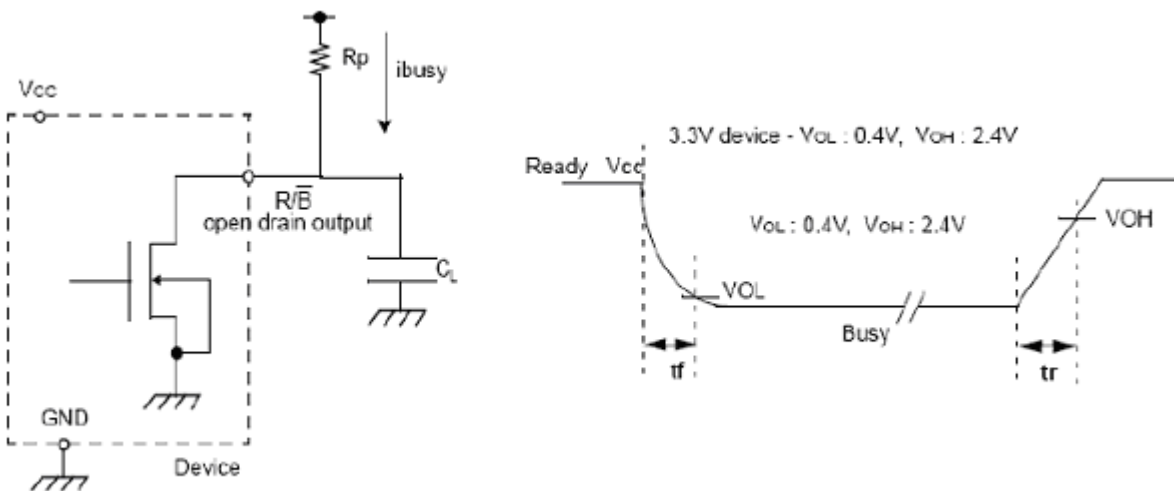 Rp
ibusy
Vcc
R/B̅
open drain output
CL
GND
Device
3.3V device - VOL : 0.4V, VOH : 2.4V
Ready Vcc
VOL : 0.4V, VOH : 2.4V
VOH
VOL
Busy
tf
tr